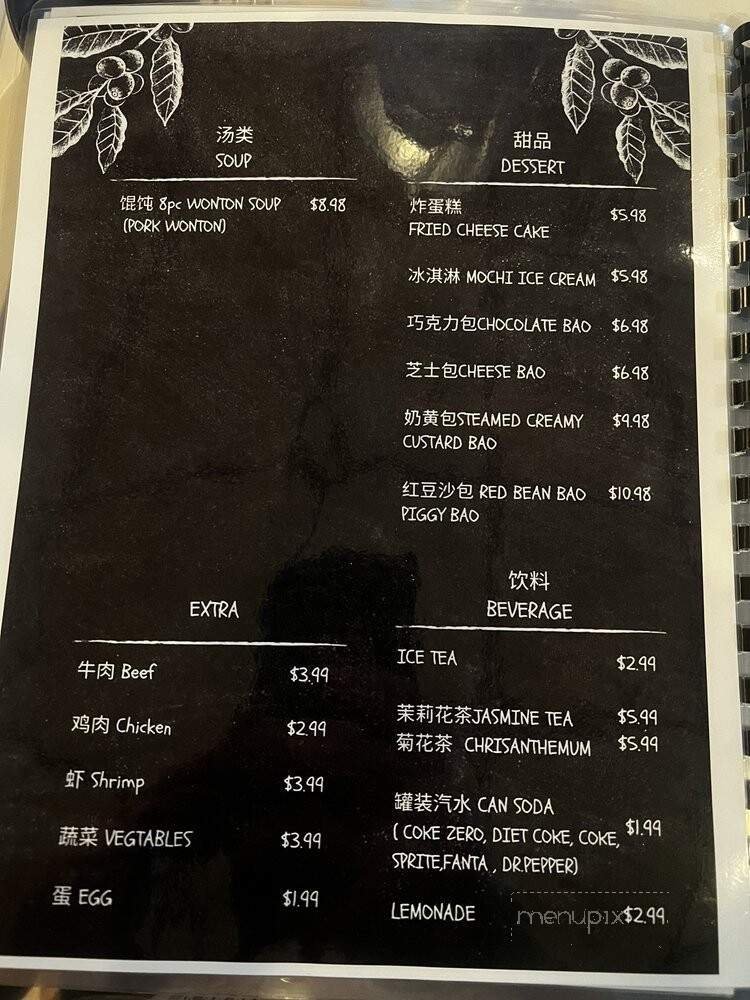 汤类
SOUP
馄饨 8pc WONTON SOUP $8.98
(PORK WONTON)
甜品
DESSERT
炸蛋糕
FRIED CHEESE CAKE $5.98
冰淇淋 MOCHI ICE CREAM $5.98
巧克力包CHOCOLATE BAO $6.98
芝士包CHEESE BAO $6.98
奶黄包STEAMED CREAMY $9.98
CUSTARD BAO
红豆沙包 RED BEAN BAO $10.98
PIGGY BAO
EXTRA
牛肉 Beef $3.99
鸡肉 Chicken $2.99
虾 Shrimp $3.99
蔬菜 VEGTABLES $3.99
蛋 EGG $1.99
饮料
BEVERAGE
ICE TEA $2.99
茉莉花茶JASMINE TEA $5.99
菊花茶 CHRISANTHEMUM $5.99
罐装汽水 CAN SODA
( COKE ZERO, DIET COKE, COKE, $1.99
SPRITE,FANTA , DR.PEPPER)
LEMONADE $2.99
menupix